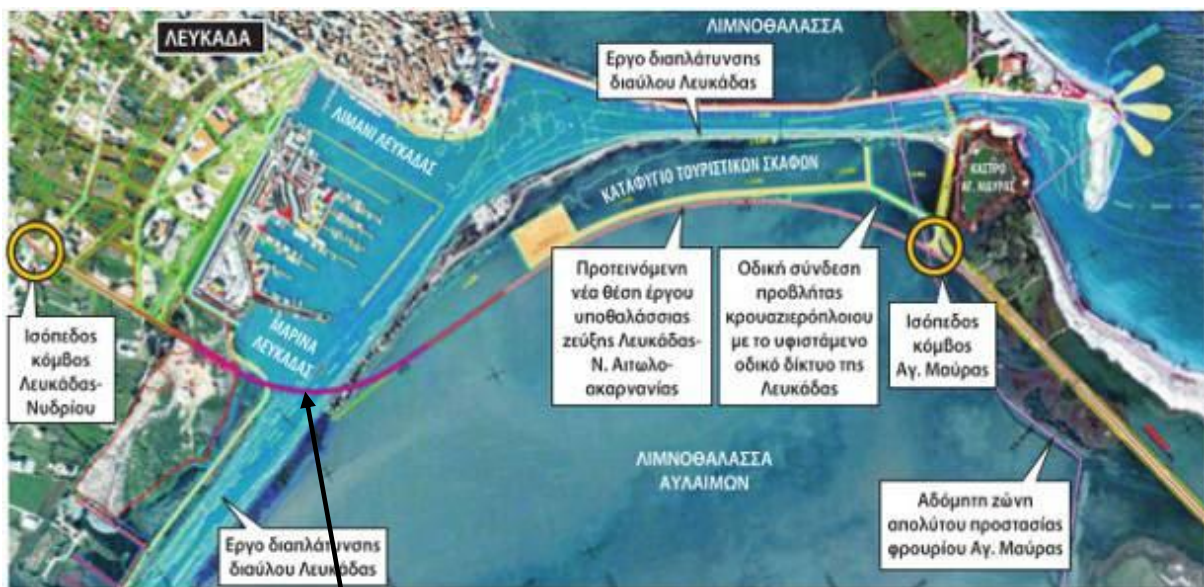 ΛΕΥΚΑΔΑ
ΛΙΜΝΟΘΑΛΑΣΣΑ
Εργο διαπλάτυνσης
διαύλου Λευκάδας
ΛΙΜΑΝΙ ΛΕΥΚΑΔΑΣ
ΚΑΤΑΦΥΓΙΟ ΤΟΥΡΙΣΤΙΚΩΝ ΣΚΑΦΩΝ
ΚΑΣΤΡΟ
ΑΓ. ΜΑΥΡΑΣ
ΜΑΡΙΝΑ
ΛΕΥΚΑΔΑΣ
Ισόπεδος
κόμβος
Λευκάδας-
Νυδρίου
Προτεινόμενη
νέα θέση έργου
υποθαλάσσιας
ζεύξης Λευκάδας-
Ν. Αιτωλο-
ακαρνανίας
Οδική σύνδεση
προβλήτας
κρουαζιερόπλοιου
με το υφιστάμενο
οδικό δίκτυο της
Λευκάδας
Ισόπεδος
κόμβος
Αγ. Μαύρας
ΛΙΜΝΟΘΑΛΑΣΣΑ
ΑΥΛΑΙΜΩΝ
Αδόμητη ζώνη
απολύτου προστασίας
φρουρίου Αγ. Μαύρας
Εργο διαπλάτυνσης
διαύλου Λευκάδας